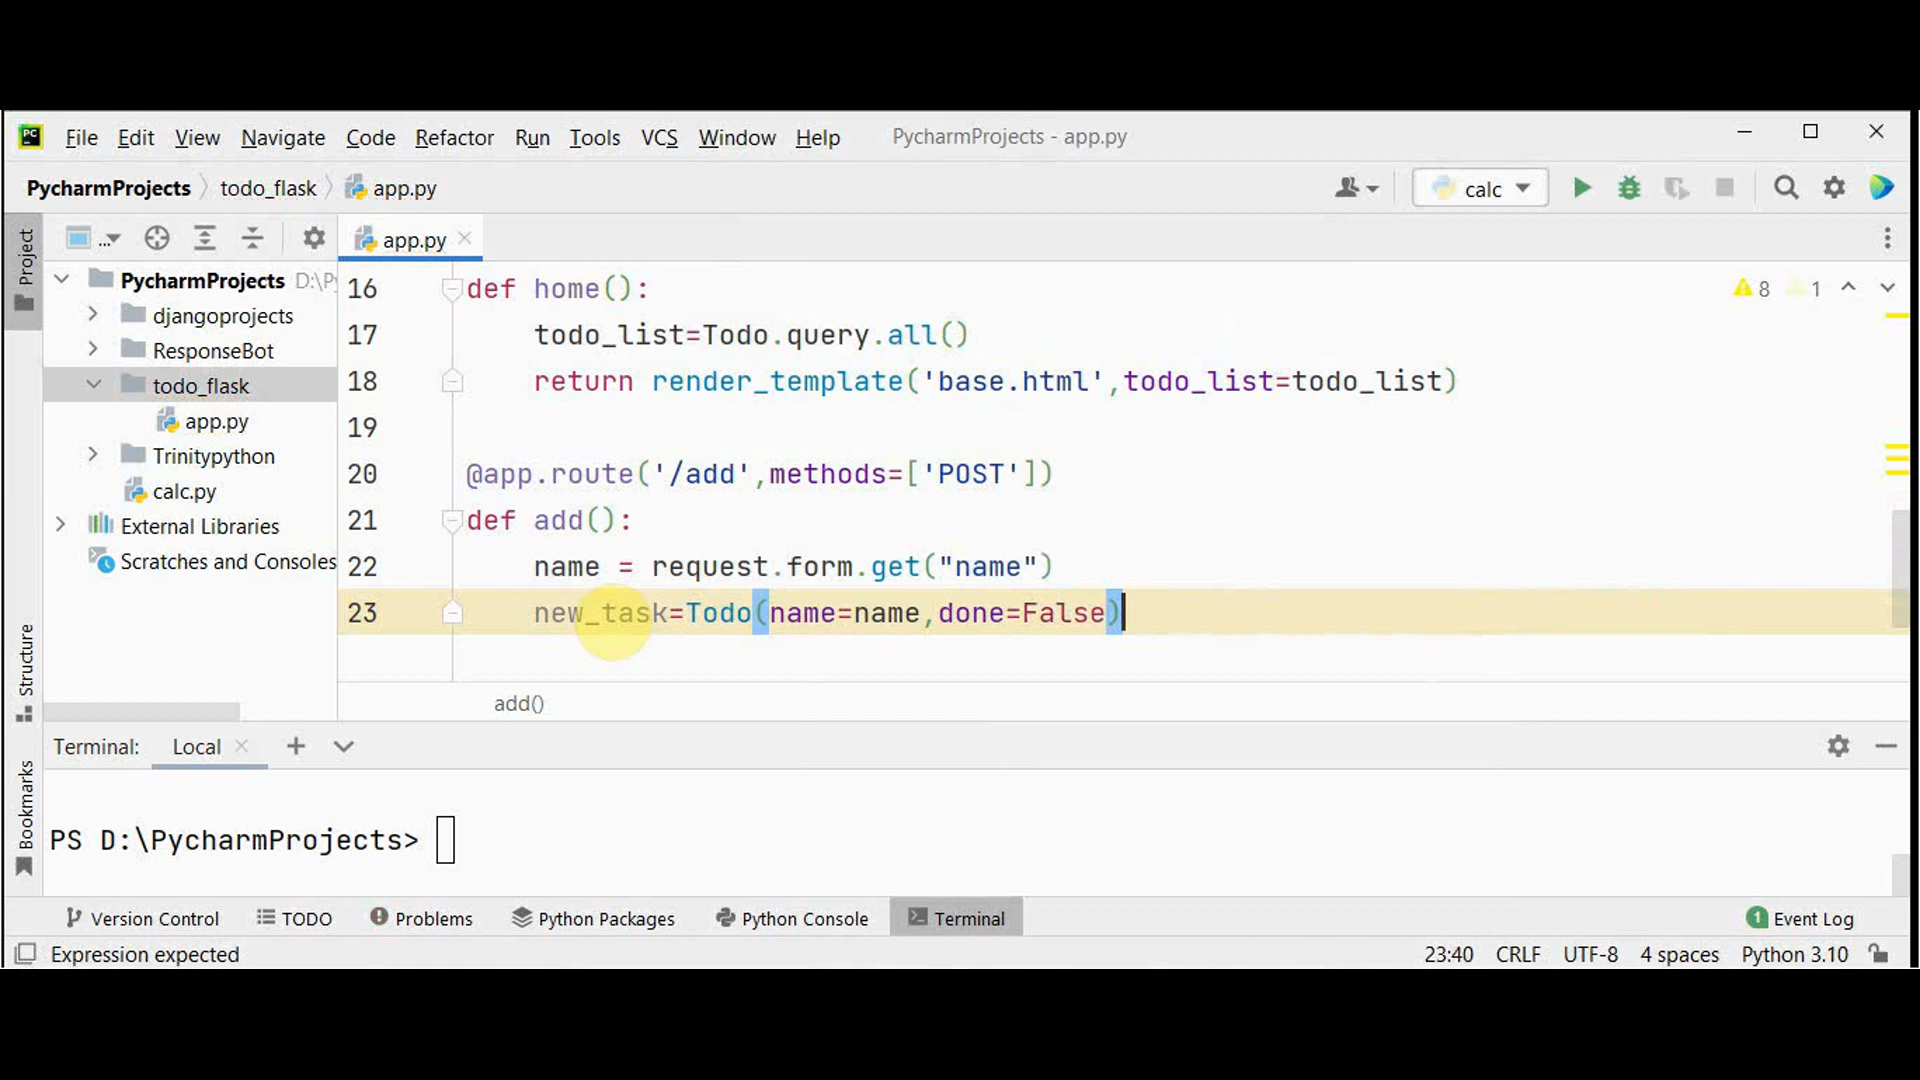 PC File Edit View Navigate Code Refactor Run Tools VCS Window Help PycharmProjects - app.py
PycharmProjects todo_flask app.py calc
Project ... app.py
PycharmProjects D:\Py
djangoprojects
ResponseBot
todo_flask
app.py
Trinitypython
calc.py
External Libraries
Scratches and Consoles
8 1
16 def home():
17 todo_list=Todo.query.all()
18 return render_template('base.html',todo_list=todo_list)
19
20 @app.route('/add',methods=['POST'])
21 def add():
22 name = request.form.get("name")
23 new_task=Todo(name=name,done=False)
add()
Structure
Bookmarks
Terminal: Local
PS D:\PycharmProjects>
Version Control TODO Problems Python Packages Python Console Terminal 1 Event Log
Expression expected 23:40 CRLF UTF-8 4 spaces Python 3.10